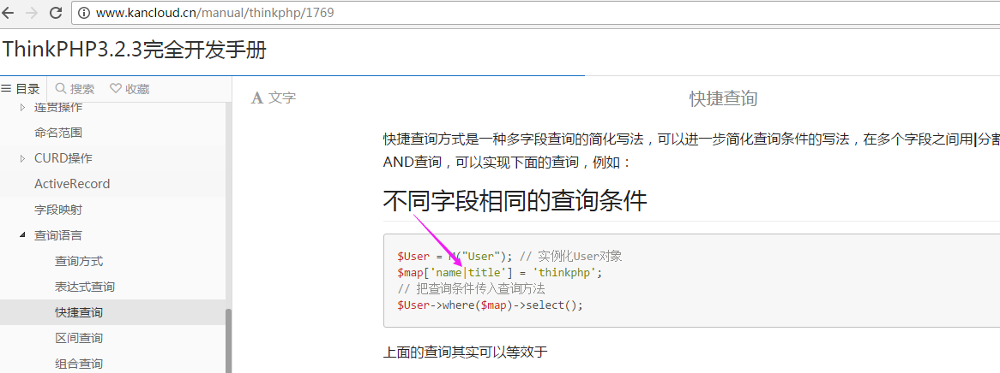 www.kancloud.cn/manual/thinkphp/1769
ThinkPHP3.2.3完全开发手册
目录 搜索 收藏
A 文字
快捷查询
连贯操作
命名范围
CURD操作
ActiveRecord
字段映射
查询语言
查询方式
表达式查询
快捷查询
区间查询
组合查询
快捷查询方式是一种多字段查询的简化写法，可以进一步简化查询条件的写法，在多个字段之间用|分割
AND查询，可以实现下面的查询，例如：
不同字段相同的查询条件
$User = M("User"); // 实例化User对象
$map['name|title'] = 'thinkphp';
// 把查询条件传入查询方法
$User->where($map)->select();
上面的查询其实可以等效于